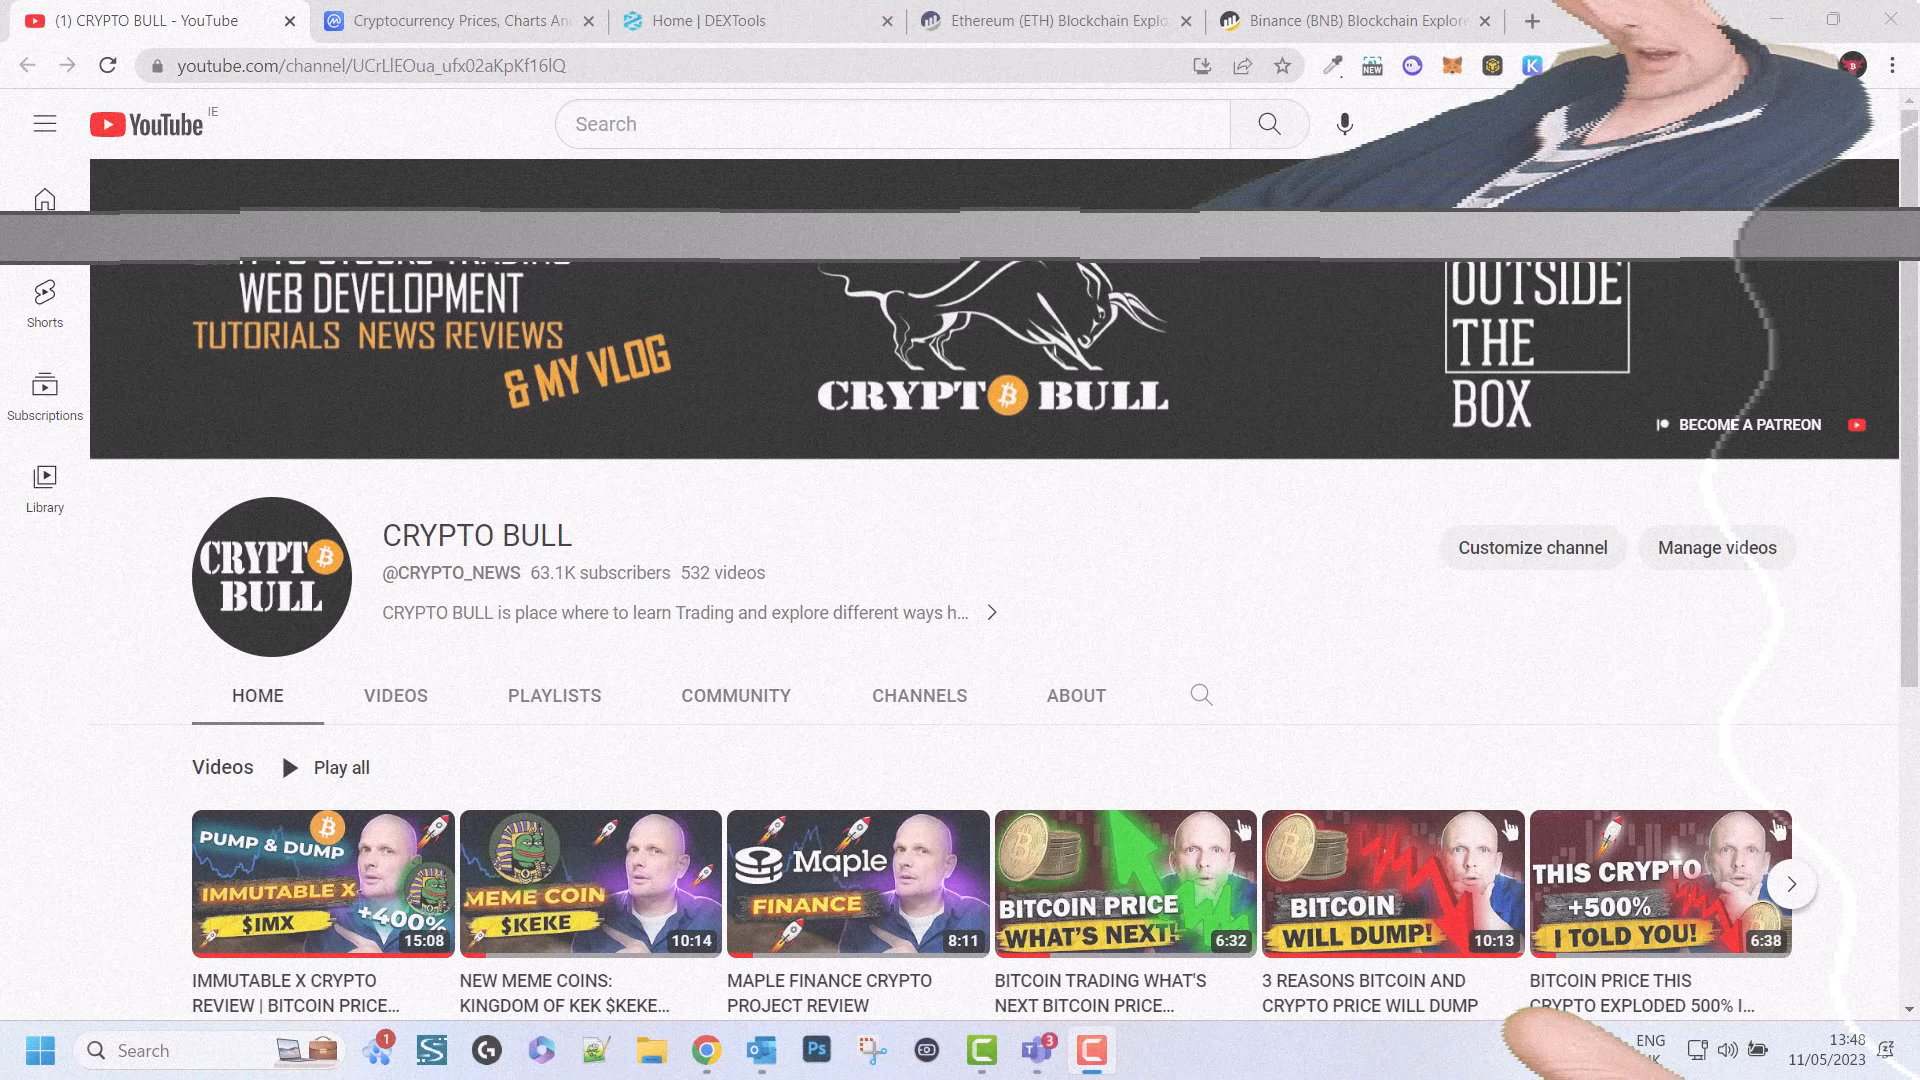 (1) CRYPTO BULL - YouTube
Cryptocurrency Prices, Charts
Home | DEXTools
Ethereum (ETH) Blockchain Explo
Binance (BNB) Blockchain Explore
youtube.com/channel/UCrLlEOua_ufx02aKpKf16lQ
NEW
YouTube IE
Search
WEB DEVELOPMENT
TUTORIALS NEWS REVIEWS
& MY VLOG
CRYPTO BULL
OUTSIDE
THE
BOX
BECOME A PATREON
Shorts
Subscriptions
Library
CRYPTO
BULL
CRYPTO BULL
@CRYPTO_NEWS 63.1K subscribers 532 videos
CRYPTO BULL is place where to learn Trading and explore different ways h...
Customize channel
Manage videos
HOME VIDEOS PLAYLISTS COMMUNITY CHANNELS ABOUT
Videos Play all
PUMP & DUMP
IMMUTABLE X
$IMX
+400%
15:08
MEME COIN
$KEKE
10:14
Maple
FINANCE
8:11
BITCOIN PRICE
WHAT'S NEXT!
6:32
BITCOIN
WILL DUMP!
10:13
THIS CRYPTO
+500%
I TOLD YOU!
6:38
IMMUTABLE X CRYPTO
REVIEW | BITCOIN PRICE...
NEW MEME COINS:
KINGDOM OF KEK $KEKE...
MAPLE FINANCE CRYPTO
PROJECT REVIEW
BITCOIN TRADING WHAT'S
NEXT BITCOIN PRICE...
3 REASONS BITCOIN AND
CRYPTO PRICE WILL DUMP
BITCOIN PRICE THIS
CRYPTO EXPLODED 500% I...
Search
1
Ps
3
ENG
13:48
11/05/2023